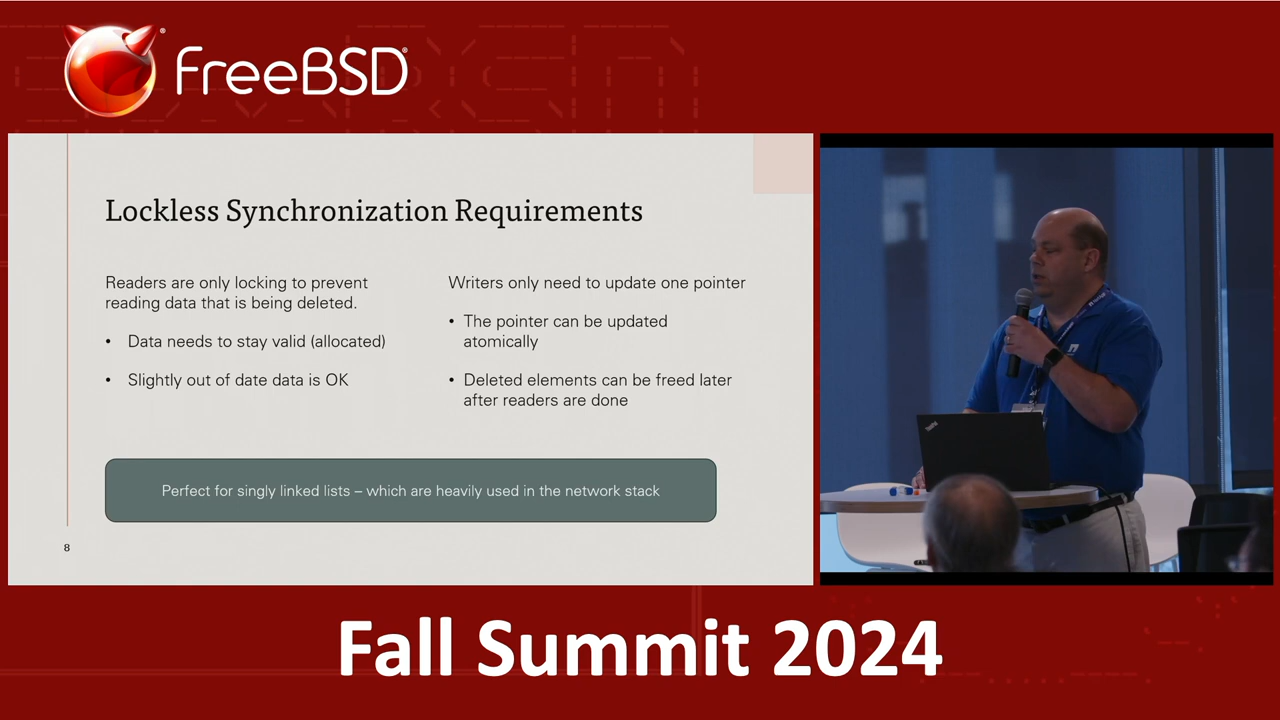 FreeBSD®
Lockless Synchronization Requirements
Readers are only locking to prevent
reading data that is being deleted.
• Data needs to stay valid (allocated)
• Slightly out of date data is OK
Writers only need to update one pointer
• The pointer can be updated
atomically
• Deleted elements can be freed later
after readers are done
Perfect for singly linked lists – which are heavily used in the network stack
8
ThinkPad
Fall Summit 2024